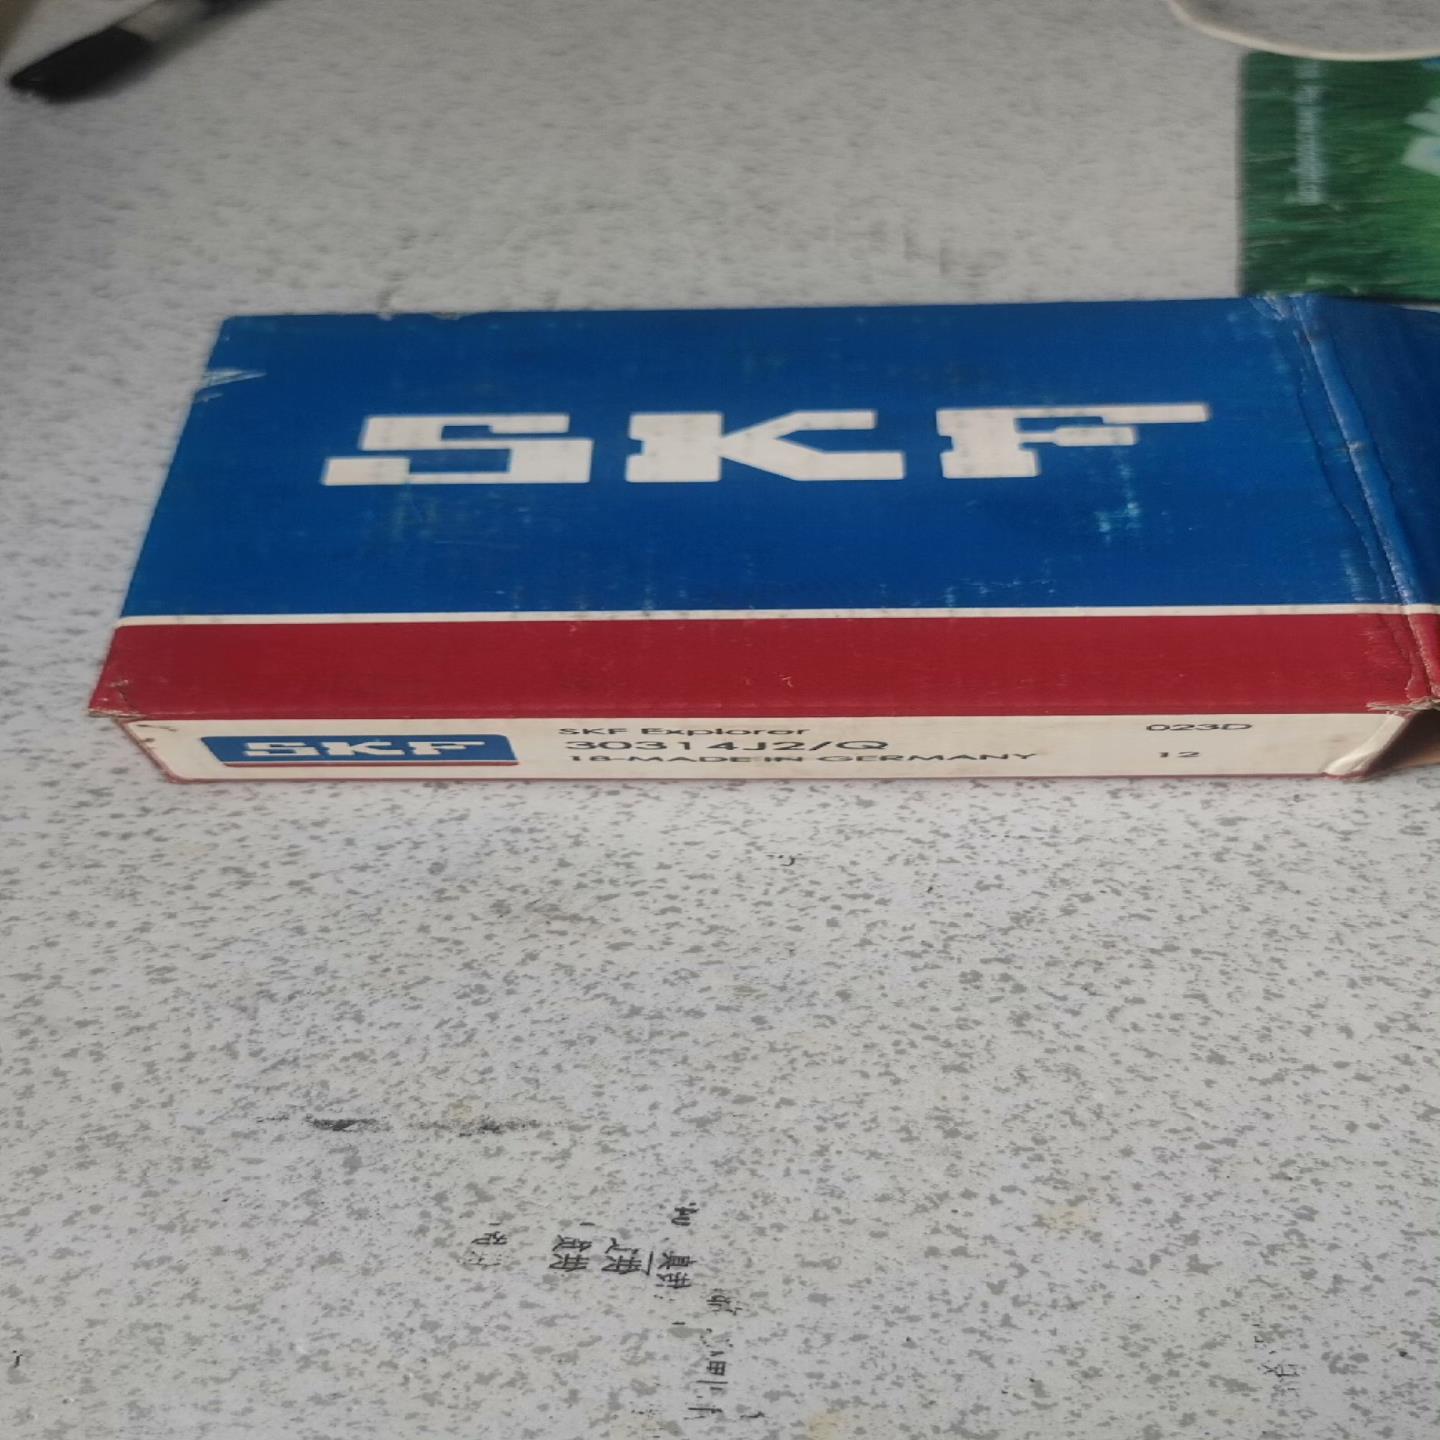 SKF
SKF
SKF Explorer
023D
30314J2/Q
18-MADE IN GERMANY
12